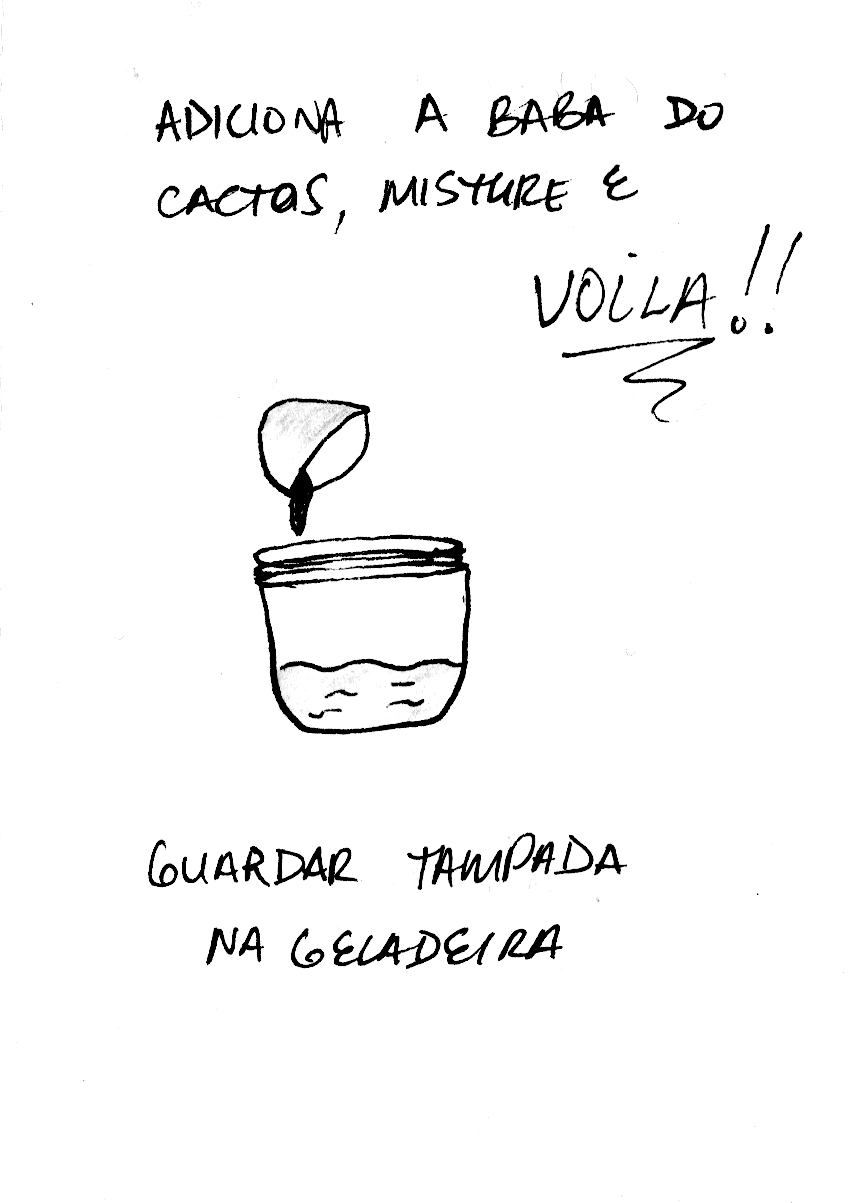 ADICIONA A BABA DO
CACTOS, MISTURE E
VOILA!!
GUARDAR TAMPADA
NA GELADEIRA